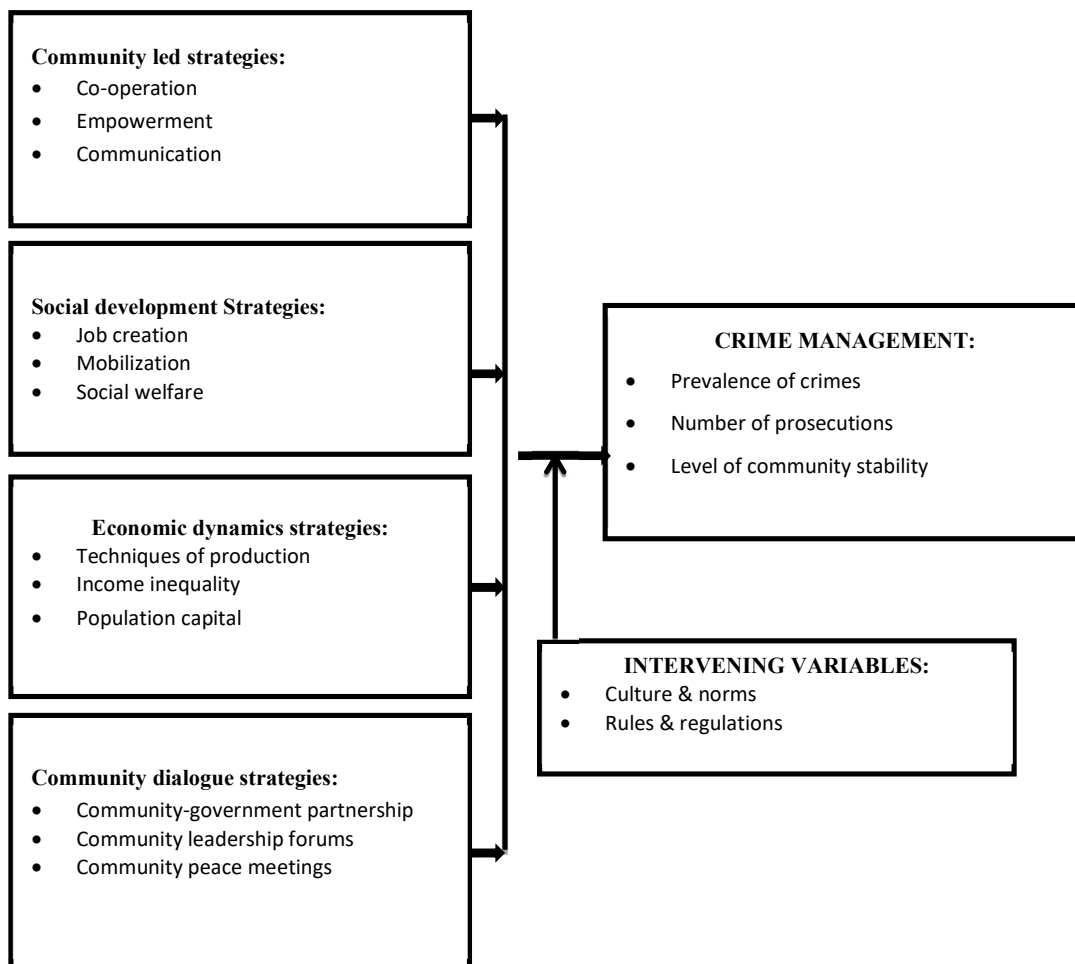 Community led strategies:
• Co-operation
• Empowerment
• Communication
Social development Strategies:
• Job creation
• Mobilization
• Social welfare
Economic dynamics strategies:
• Techniques of production
• Income inequality
• Population capital
Community dialogue strategies:
• Community-government partnership
• Community leadership forums
• Community peace meetings
CRIME MANAGEMENT:
• Prevalence of crimes
• Number of prosecutions
• Level of community stability
INTERVENING VARIABLES:
• Culture & norms
• Rules & regulations